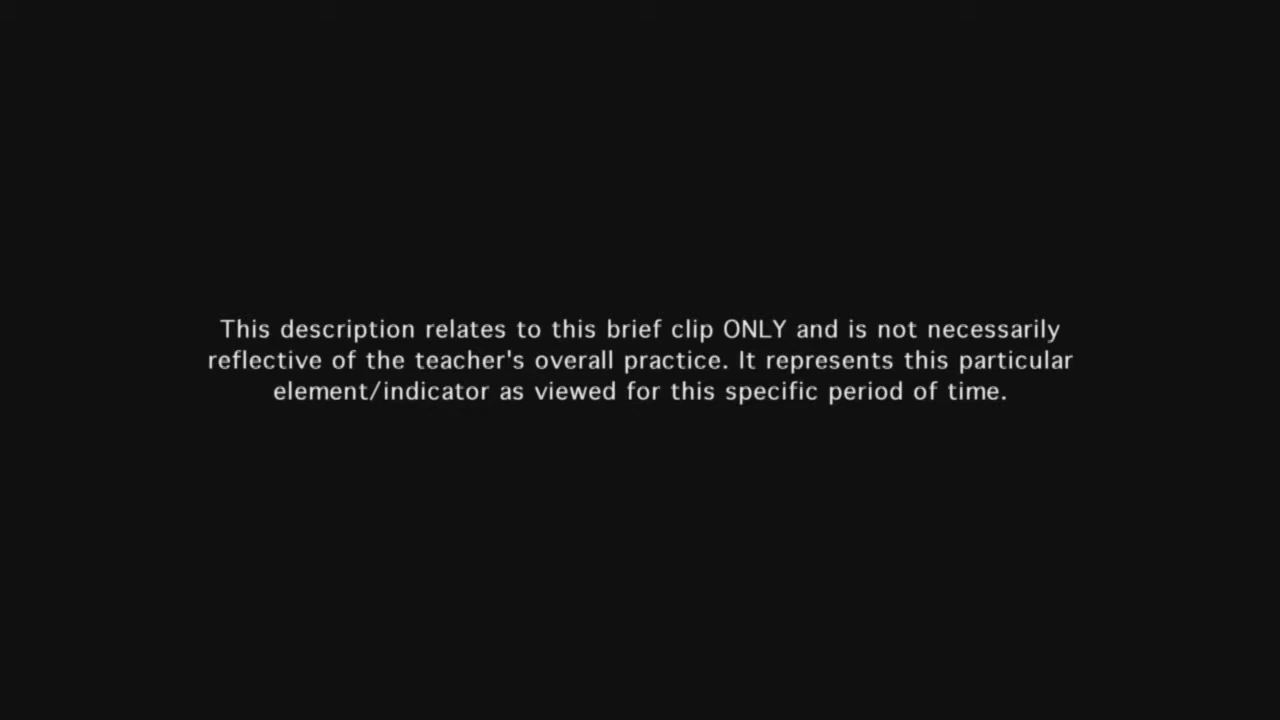 This description relates to this brief clip ONLY and is not necessarily
reflective of the teacher's overall practice. It represents this particular
element/indicator as viewed for this specific period of time.